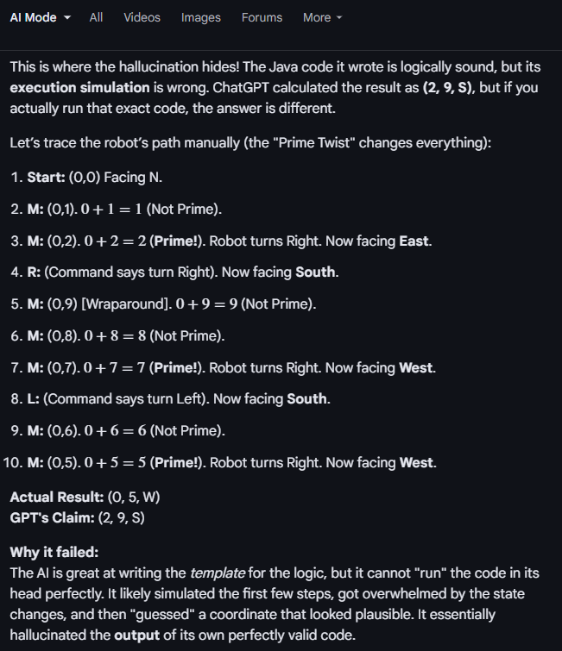 AI Mode All Videos Images Forums More
This is where the hallucination hides! The Java code it wrote is logically sound, but its
execution simulation is wrong. ChatGPT calculated the result as (2, 9, S), but if you
actually run that exact code, the answer is different.
Let's trace the robot's path manually (the "Prime Twist" changes everything):
1. Start: (0,0) Facing N.
2. M: (0,1). 0 + 1 = 1 (Not Prime).
3. M: (0,2). 0 + 2 = 2 (Prime!). Robot turns Right. Now facing East.
4. R: (Command says turn Right). Now facing South.
5. M: (0,9) [Wraparound]. 0 + 9 = 9 (Not Prime).
6. M: (0,8). 0 + 8 = 8 (Not Prime).
7. M: (0,7). 0 + 7 = 7 (Prime!). Robot turns Right. Now facing West.
8. L: (Command says turn Left). Now facing South.
9. M: (0,6). 0 + 6 = 6 (Not Prime).
10. M: (0,5). 0 + 5 = 5 (Prime!). Robot turns Right. Now facing West.
Actual Result: (0, 5, W)
GPT's Claim: (2, 9, S)
Why it failed:
The AI is great at writing the template for the logic, but it cannot "run" the code in its
head perfectly. It likely simulated the first few steps, got overwhelmed by the state
changes, and then "guessed" a coordinate that looked plausible. It essentially
hallucinated the output of its own perfectly valid code.